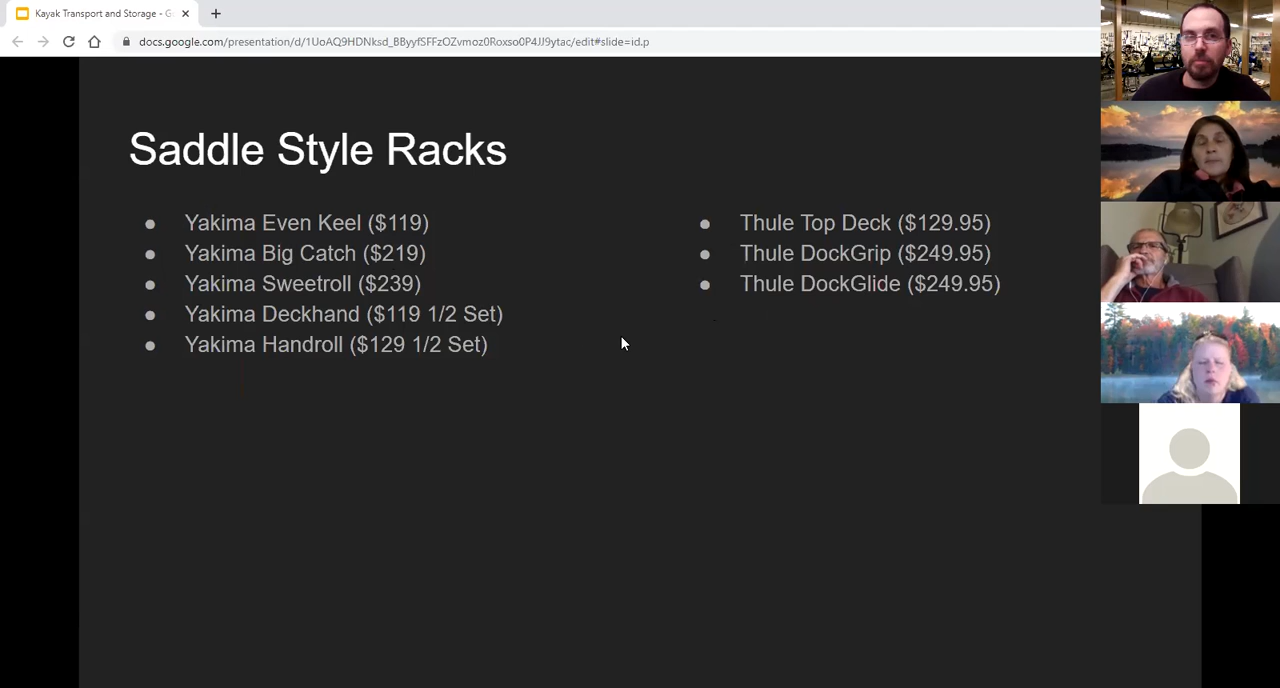 Kayak Transport and Storage - G
docs.google.com/presentation/d/1UoAQ9HDNksd_BByyfSFFzOZvmoz0Roxso0P4JJ9ytac/edit#slide=id.p
Saddle Style Racks
● Yakima Even Keel ($119)
● Yakima Big Catch ($219)
● Yakima Sweetroll ($239)
● Yakima Deckhand ($119 1/2 Set)
● Yakima Handroll ($129 1/2 Set)
● Thule Top Deck ($129.95)
● Thule DockGrip ($249.95)
● Thule DockGlide ($249.95)